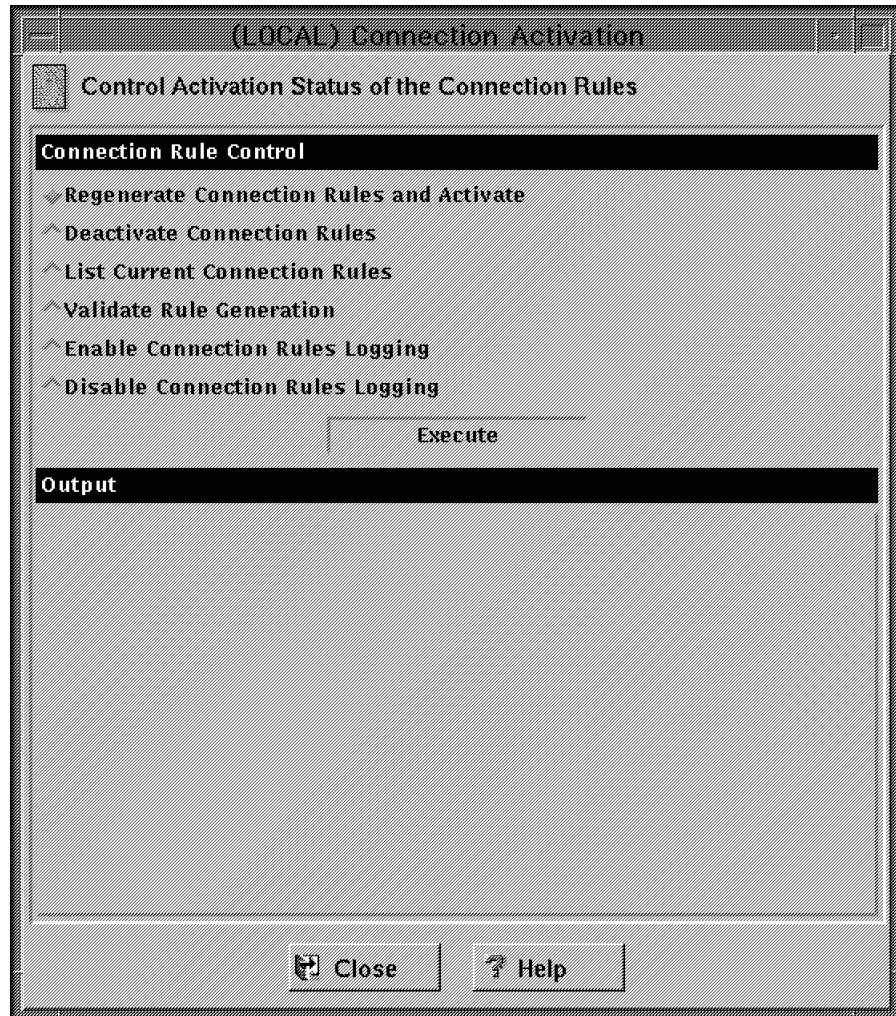 (LOCAL) Connection Activation
Control Activation Status of the Connection Rules
Connection Rule Control
Regenerate Connection Rules and Activate
Deactivate Connection Rules
List Current Connection Rules
Validate Rule Generation
Enable Connection Rules Logging
Disable Connection Rules Logging
Execute
Output
Close
? Help